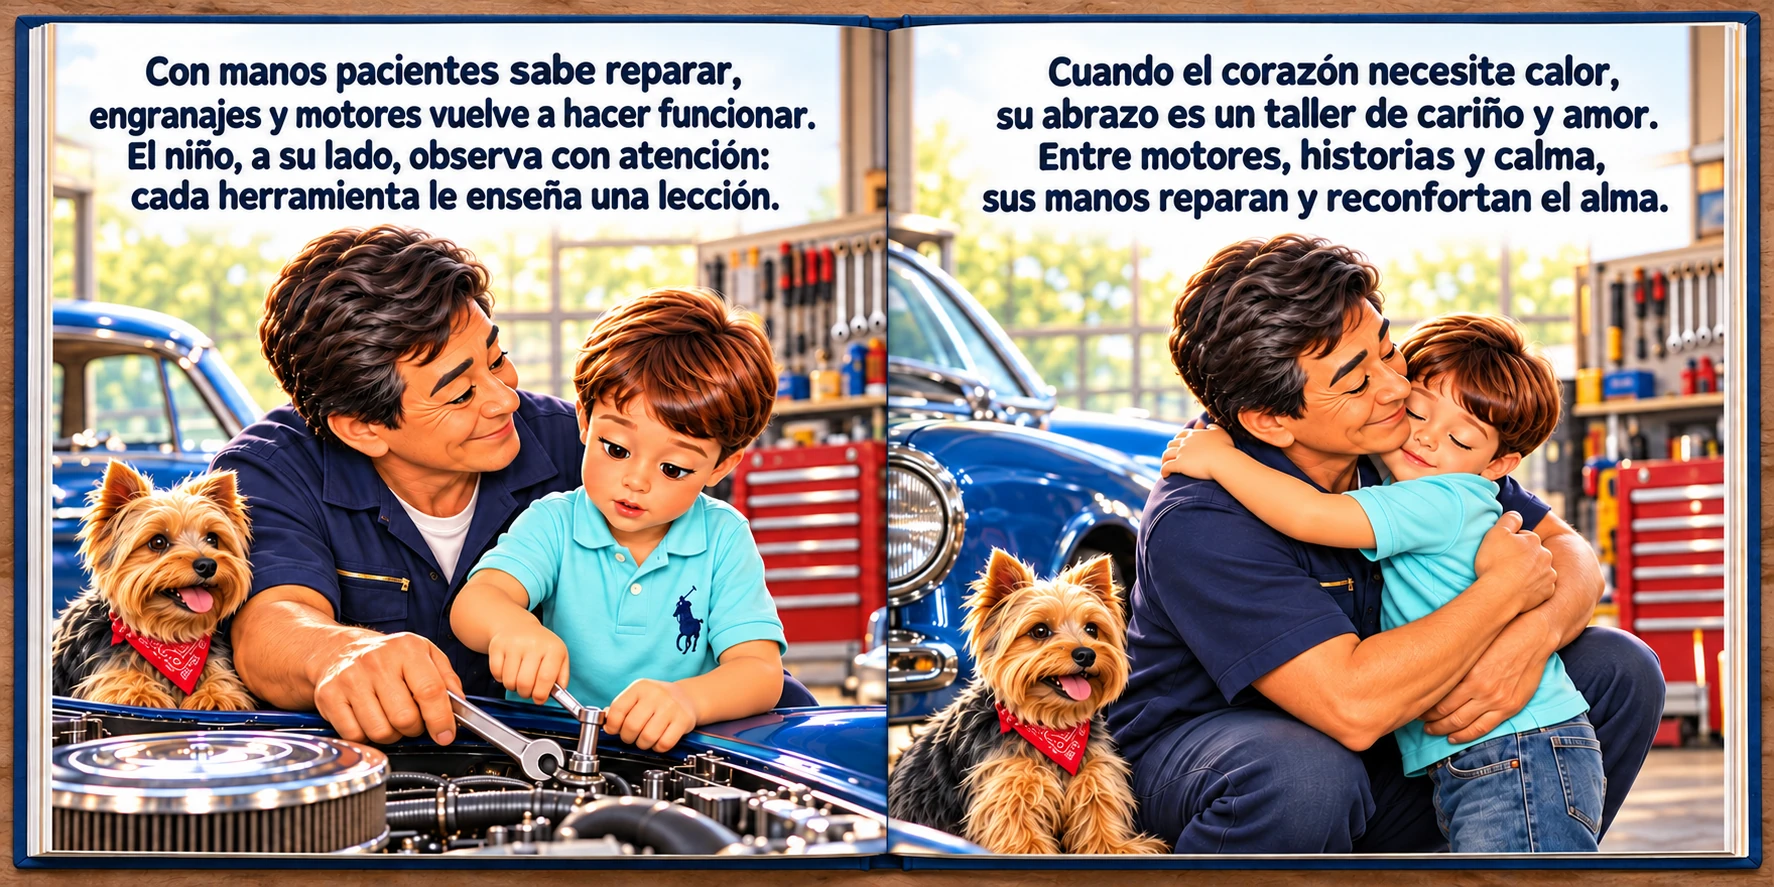 Con manos pacientes sabe reparar,
engranajes y motores vuelve a hacer funcionar.
El niño, a su lado, observa con atención:
cada herramienta le enseña una lección.
Cuando el corazón necesita calor,
su abrazo es un taller de cariño y amor.
Entre motores, historias y calma,
sus manos reparan y reconfortan el alma.